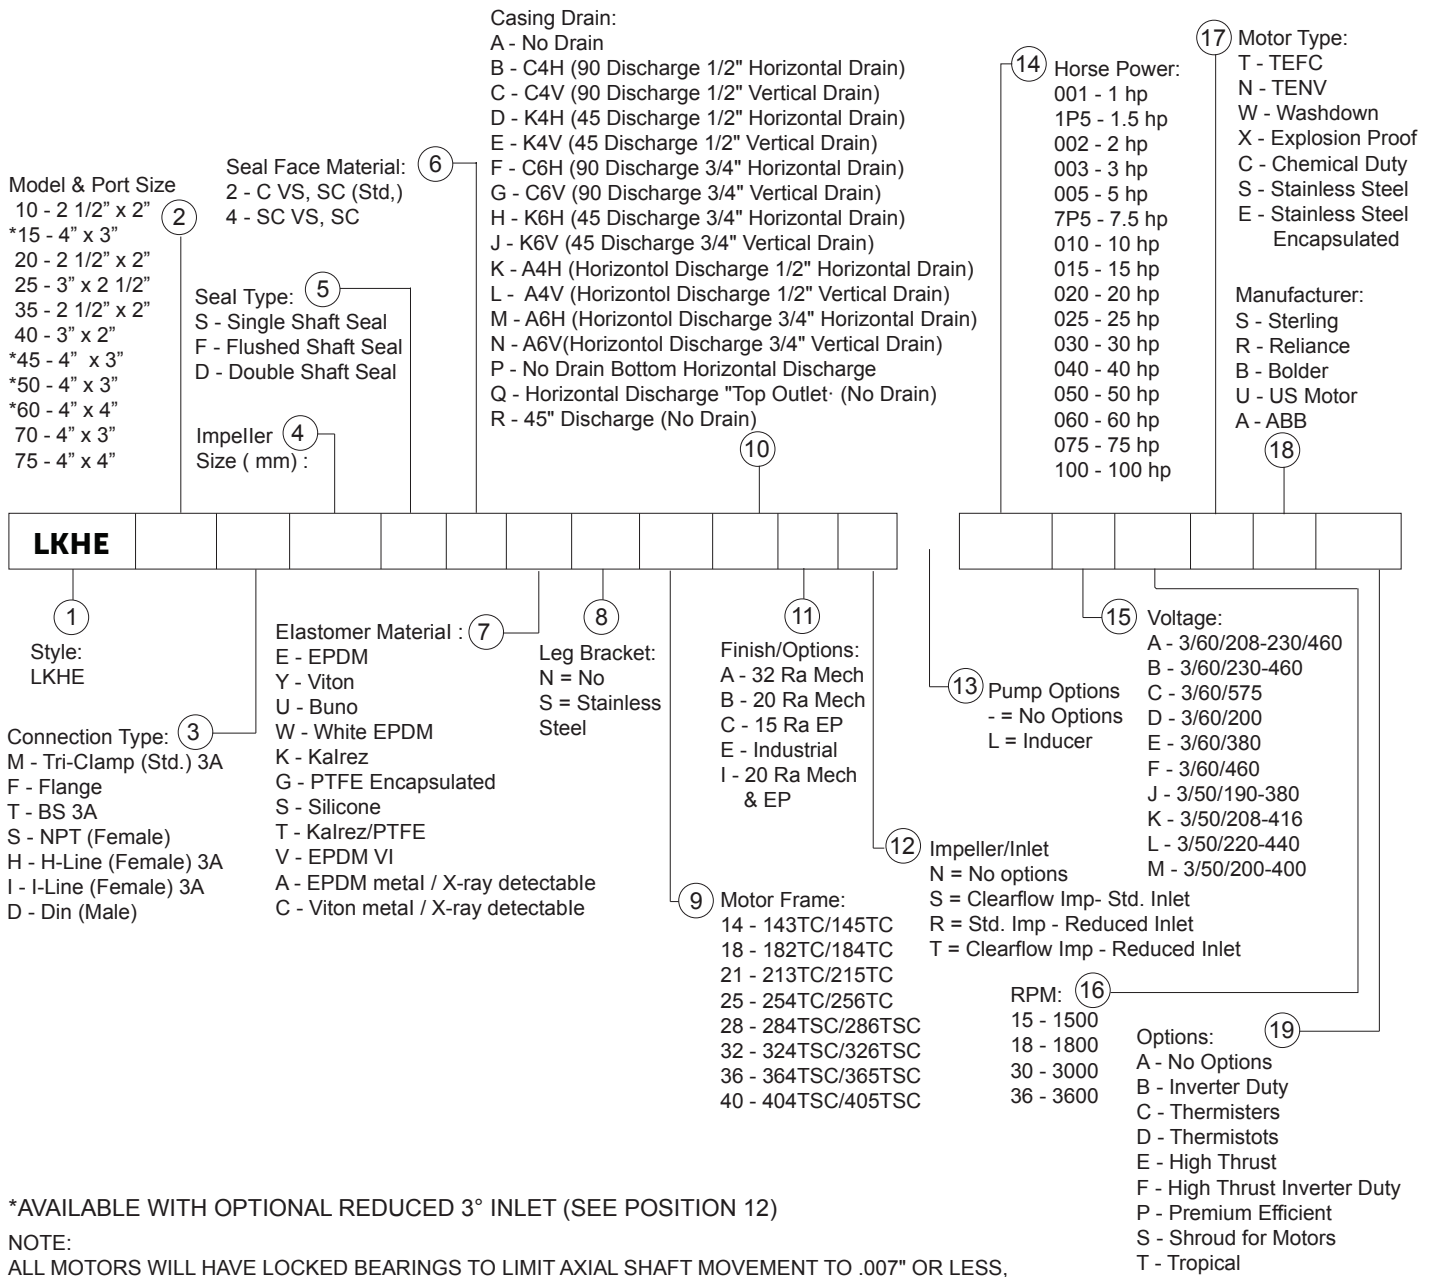 Casing Drain:
A - No Drain
B - C4H (90 Discharge 1/2" Horizontal Drain)
C - C4V (90 Discharge 1/2" Vertical Drain)
D - K4H (45 Discharge 1/2" Horizontal Drain)
E - K4V (45 Discharge 1/2" Vertical Drain)
F - C6H (90 Discharge 3/4" Horizontal Drain)
G - C6V (90 Discharge 3/4" Vertical Drain)
H - K6H (45 Discharge 3/4" Horizontal Drain)
J - K6V (45 Discharge 3/4" Vertical Drain)
K - A4H (Horizontol Discharge 1/2" Horizontal Drain)
L - A4V (Horizontol Discharge 1/2" Vertical Drain)
M - A6H (Horizontol Discharge 3/4" Horizontal Drain)
N - A6V(Horizontol Discharge 3/4" Vertical Drain)
P - No Drain Bottom Horizontal Discharge
Q - Horizontal Discharge "Top Outlet· (No Drain)
R - 45" Discharge (No Drain)
10
14
Horse Power:
001 - 1 hp
1P5 - 1.5 hp
002 - 2 hp
003 - 3 hp
005 - 5 hp
7P5 - 7.5 hp
010 - 10 hp
015 - 15 hp
020 - 20 hp
025 - 25 hp
030 - 30 hp
040 - 40 hp
050 - 50 hp
060 - 60 hp
075 - 75 hp
100 - 100 hp
17
Motor Type:
T - TEFC
N - TENV
W - Washdown
X - Explosion Proof
C - Chemical Duty
S - Stainless Steel
E - Stainless Steel
Encapsulated
Manufacturer:
S - Sterling
R - Reliance
B - Bolder
U - US Motor
A - ABB
18
Model & Port Size
10 - 2 1/2” x 2”
*15 - 4” x 3”
20 - 2 1/2” x 2”
25 - 3” x 2 1/2”
35 - 2 1/2” x 2”
40 - 3” x 2”
*45 - 4” x 3”
*50 - 4” x 3”
*60 - 4” x 4”
70 - 4” x 3”
75 - 4” x 4”
2
Seal Face Material:
6
2 - C VS, SC (Std,)
4 - SC VS, SC
Seal Type:
5
S - Single Shaft Seal
F - Flushed Shaft Seal
D - Double Shaft Seal
Impeller
4
Size ( mm) :
LKHE
1
Style:
LKHE
Connection Type:
3
M - Tri-Clamp (Std.) 3A
F - Flange
T - BS 3A
S - NPT (Female)
H - H-Line (Female) 3A
I - I-Line (Female) 3A
D - Din (Male)
Elastomer Material :
7
E - EPDM
Y - Viton
U - Buno
W - White EPDM
K - Kalrez
G - PTFE Encapsulated
S - Silicone
T - Kalrez/PTFE
V - EPDM VI
A - EPDM metal / X-ray detectable
C - Viton metal / X-ray detectable
8
Leg Bracket:
N = No
S = Stainless
Steel
11
Finish/Options:
A - 32 Ra Mech
B - 20 Ra Mech
C - 15 Ra EP
E - Industrial
I - 20 Ra Mech
& EP
9
Motor Frame:
14 - 143TC/145TC
18 - 182TC/184TC
21 - 213TC/215TC
25 - 254TC/256TC
28 - 284TSC/286TSC
32 - 324TSC/326TSC
36 - 364TSC/365TSC
40 - 404TSC/405TSC
12
Impeller/Inlet
N = No options
S = Clearflow Imp- Std. Inlet
R = Std. Imp - Reduced Inlet
T = Clearflow Imp - Reduced Inlet
13
Pump Options
- = No Options
L = Inducer
15
Voltage:
A - 3/60/208-230/460
B - 3/60/230-460
C - 3/60/575
D - 3/60/200
E - 3/60/380
F - 3/60/460
J - 3/50/190-380
K - 3/50/208-416
L - 3/50/220-440
M - 3/50/200-400
RPM:
16
15 - 1500
18 - 1800
30 - 3000
36 - 3600
Options:
19
A - No Options
B - Inverter Duty
C - Thermisters
D - Thermistots
E - High Thrust
F - High Thrust Inverter Duty
P - Premium Efficient
S - Shroud for Motors
T - Tropical
*AVAILABLE WITH OPTIONAL REDUCED 3° INLET (SEE POSITION 12)
NOTE:
ALL MOTORS WILL HAVE LOCKED BEARINGS TO LIMIT AXIAL SHAFT MOVEMENT TO .007" OR LESS,